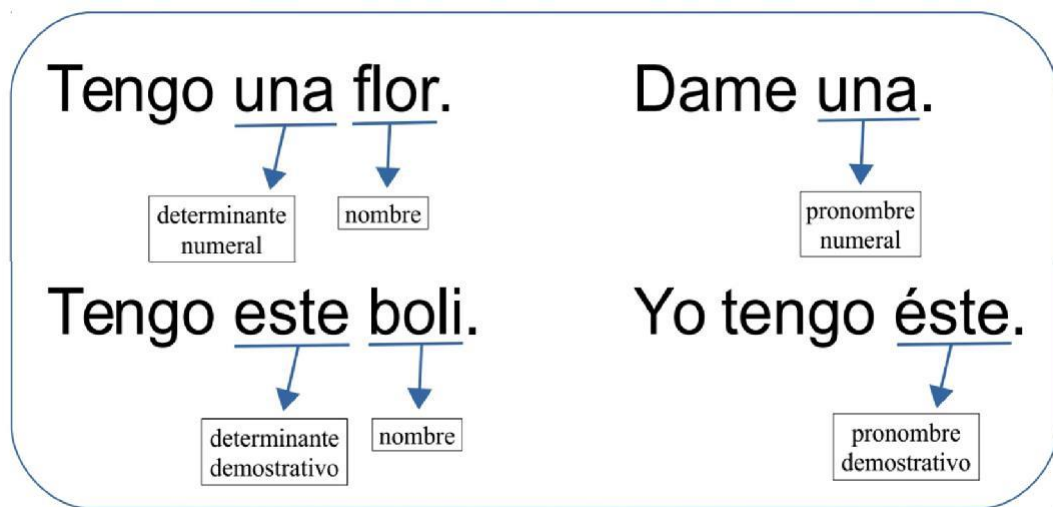 Tengo una flor.
Dame una.
determinante
numeral
nombre
pronombre
numeral
Tengo este boli.
Yo tengo éste.
determinante
demostrativo
nombre
pronombre
demostrativo